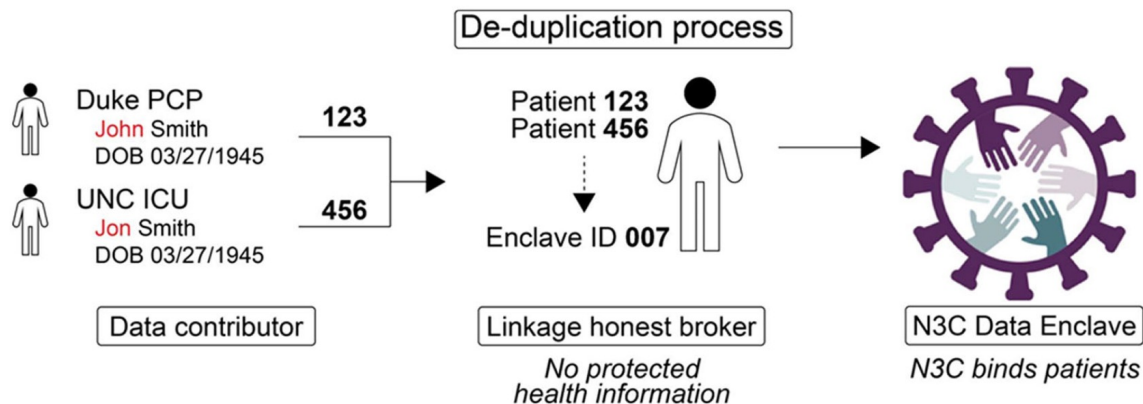 De-duplication process
Duke PCP
John Smith
DOB 03/27/1945
123
UNC ICU
Jon Smith
DOB 03/27/1945
456
Data contributor
Patient 123
Patient 456
Enclave ID 007
Linkage honest broker
No protected
health information
N3C Data Enclave
N3C binds patients